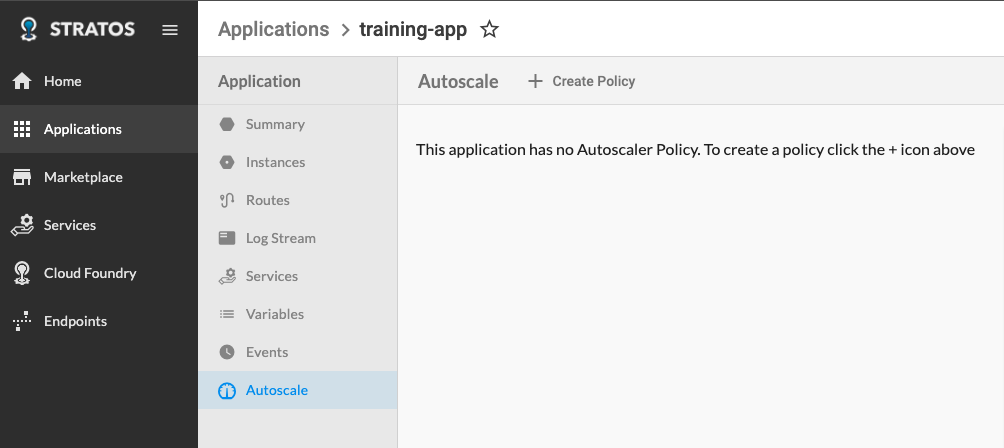 STRATOS
Applications > training-app
Home
Applications
Marketplace
Services
Cloud Foundry
Endpoints
Application
Summary
Instances
Routes
Log Stream
Services
Variables
Events
Autoscale
Autoscale + Create Policy
This application has no Autoscaler Policy. To create a policy click the + icon above